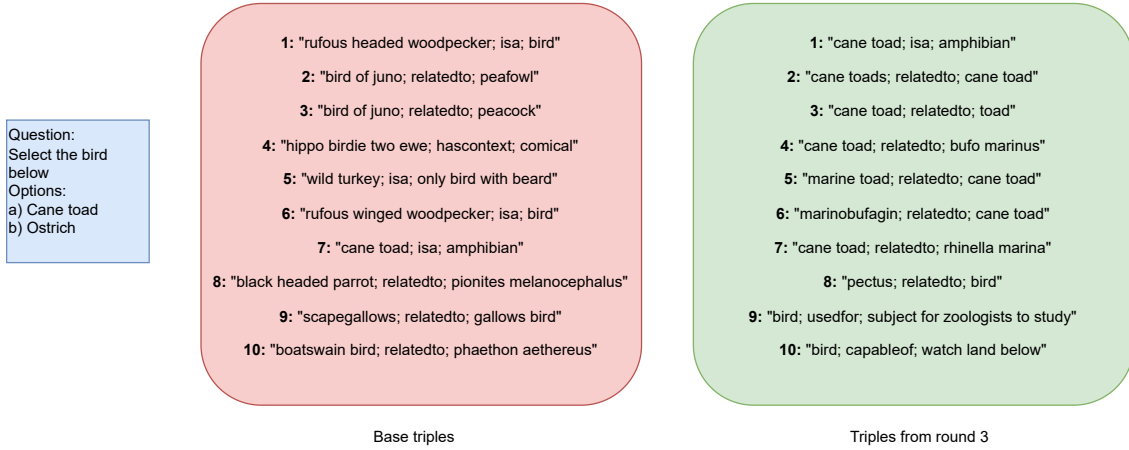 Question:
Select the bird
below
Options:
a) Cane toad
b) Ostrich
1: "rufous headed woodpecker; isa; bird"
2: "bird of juno; relatedto; peafowl"
3: "bird of juno; relatedto; peacock"
4: "hippo birdie two ewe; hascontext; comical"
5: "wild turkey; isa; only bird with beard"
6: "rufous winged woodpecker; isa; bird"
7: "cane toad; isa; amphibian"
8: "black headed parrot; relatedto; pionites melanocephalus"
9: "scapegallows; relatedto; gallows bird"
10: "boatswain bird; relatedto; phaethon aethereus"
Base triples
1: "cane toad; isa; amphibian"
2: "cane toads; relatedto; cane toad"
3: "cane toad; relatedto; toad"
4: "cane toad; relatedto; bufo marinus"
5: "marine toad; relatedto; cane toad"
6: "marinobufagin; relatedto; cane toad"
7: "cane toad; relatedto; rhinella marina"
8: "pectus; relatedto; bird"
9: "bird; usedfor; subject for zoologists to study"
10: "bird; capableof; watch land below"
Triples from round 3